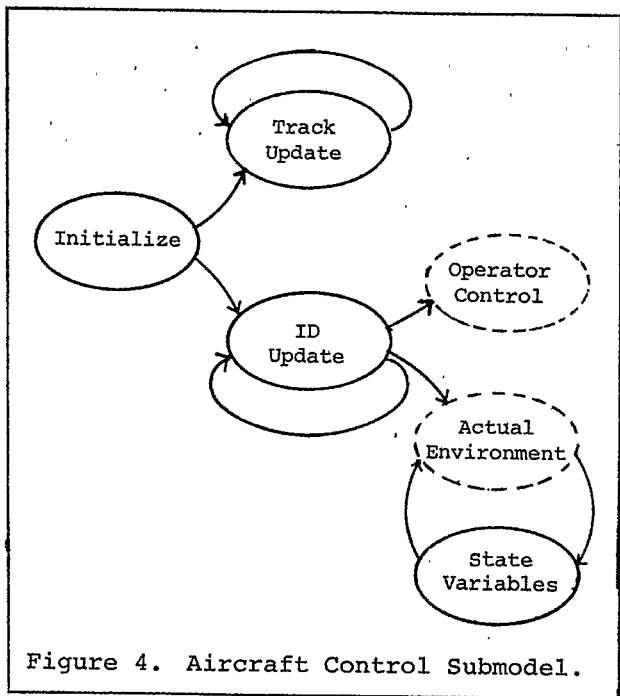 Track
Update
Initialize
Operator
Control
ID
Update
Actual
Environment
State
Variables
Figure 4. Aircraft Control Submodel.